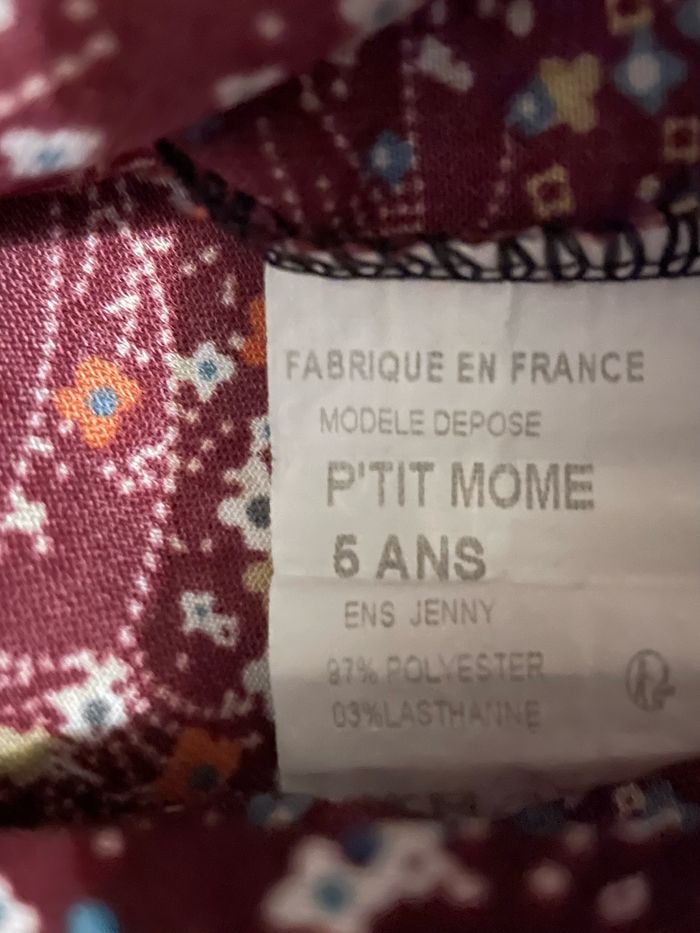 FABRIQUE EN FRANCE
MODELE DEPOSE
P'TIT MOME
6 ANS
ENS JENNY
97% POLYESTER
03%LASTHANNE